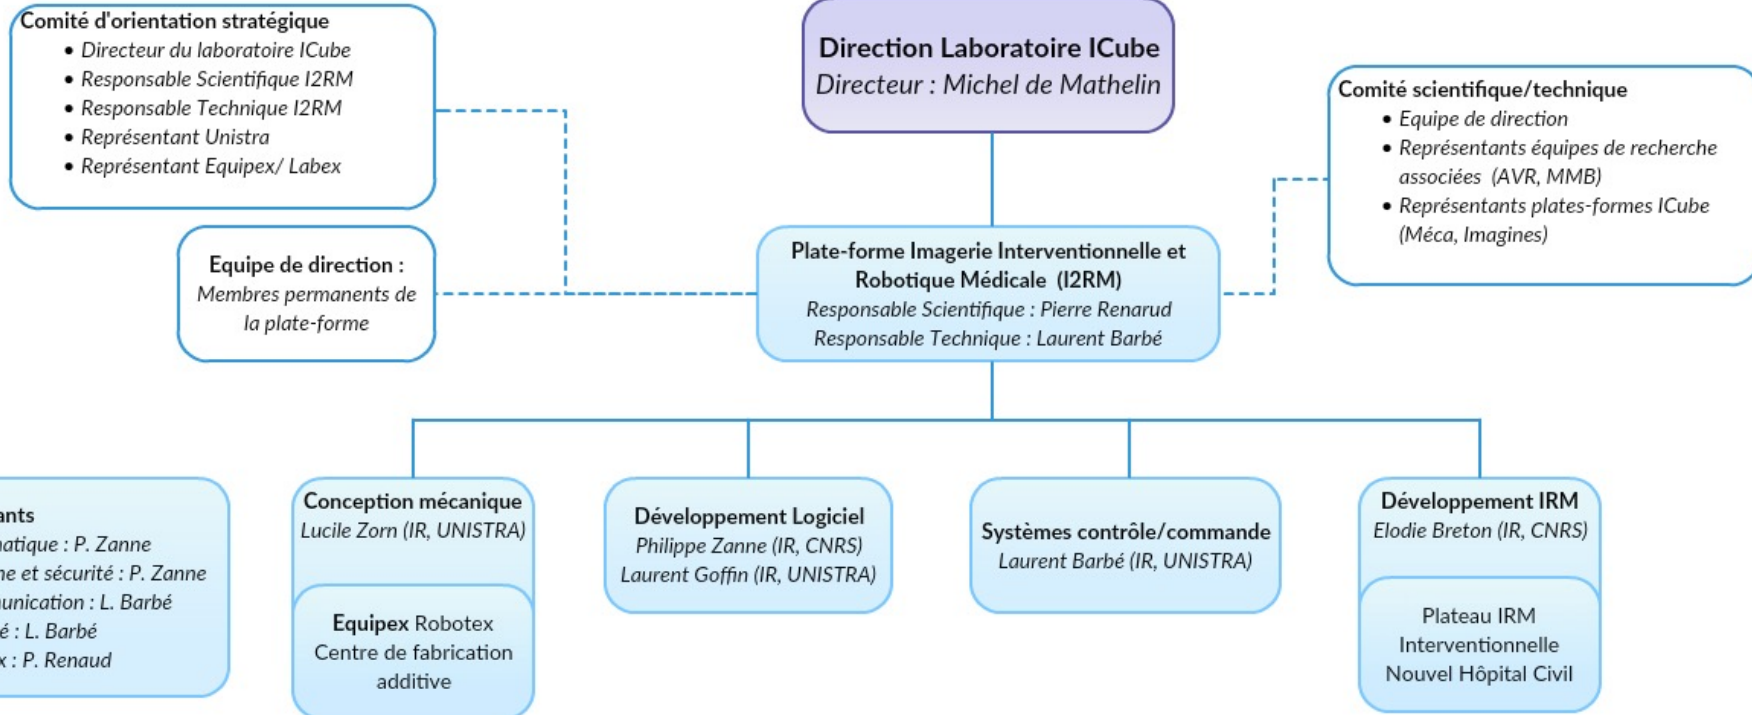 Comité d'orientation stratégique
• Directeur du laboratoire ICube
• Responsable Scientifique I2RM
• Responsable Technique I2RM
• Représentant Unistra
• Représentant Equipex/ Labex
Direction Laboratoire ICube
Directeur : Michel de Mathelin
Comité scientifique/technique
• Equipe de direction
• Représentants équipes de recherche
associées (AVR, MMB)
• Représentants plates-formes ICube
(Méca, Imagines)
Equipe de direction :
Membres permanents de
la plate-forme
Plate-forme Imagerie Interventionnelle et
Robotique Médicale (I2RM)
Responsable Scientifique : Pierre Renarud
Responsable Technique : Laurent Barbé
ants
atique : P. Zanne
ne et sécurité : P. Zanne
unication : L. Barbé
é : L. Barbé
x : P. Renaud
Conception mécanique
Lucile Zorn (IR, UNISTRA)
Equipex Robotex
Centre de fabrication
additive
Développement Logiciel
Philippe Zanne (IR, CNRS)
Laurent Goffin (IR, UNISTRA)
Systèmes contrôle/commande
Laurent Barbé (IR, UNISTRA)
Développement IRM
Elodie Breton (IR, CNRS)
Plateau IRM
Interventionnelle
Nouvel Hôpital Civil